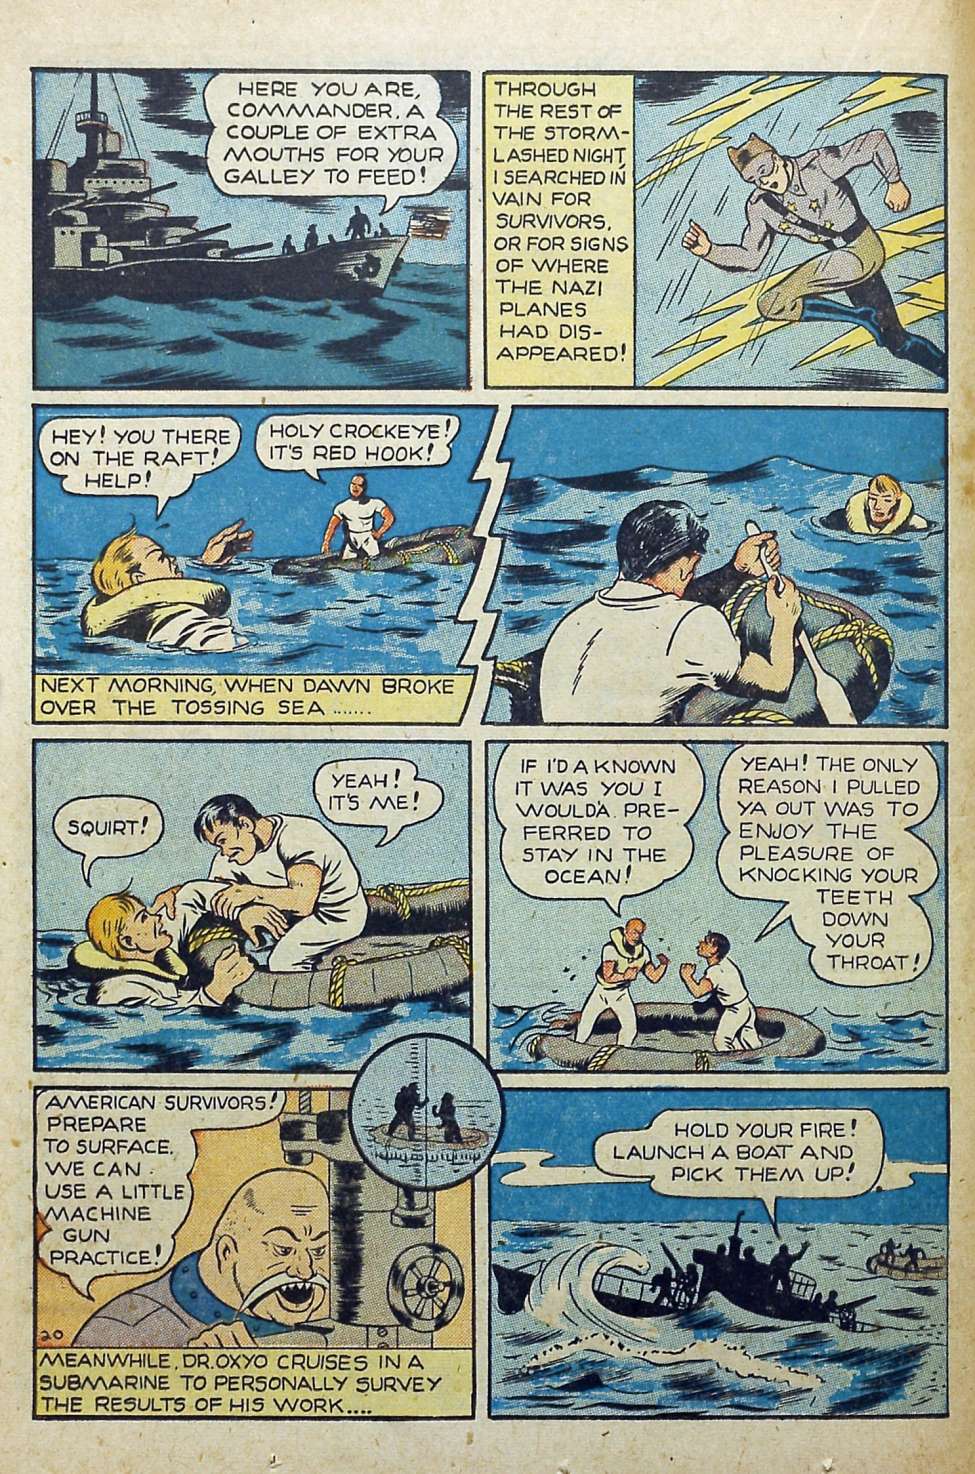 HERE YOU ARE,
COMMANDER, A
COUPLE OF EXTRA
MOUTHS FOR YOUR
GALLEY TO FEED!
THROUGH
THE REST OF
THE STORM-
LASHED NIGHT,
I SEARCHED IN
VAIN FOR
SURVIVORS,
OR FOR SIGNS
OF WHERE
THE NAZI
PLANES
HAD DIS-
APPEARED!
HEY! YOU THERE
ON THE RAFT!
HELP!
HOLY CROCKEYE!
IT'S RED HOOK!
NEXT MORNING, WHEN DAWN BROKE
OVER THE TOSSING SEA.......
SQUIRT!
YEAH!
IT'S ME!
IF I'D A KNOWN
IT WAS YOU I
WOULD'A PRE-
FERRED TO
STAY IN THE
OCEAN!
YEAH! THE ONLY
REASON I PULLED
YA OUT WAS TO
ENJOY THE
PLEASURE OF
KNOCKING YOUR
TEETH
DOWN
YOUR
THROAT!
AMERICAN SURVIVORS!
PREPARE
TO SURFACE.
WE CAN
USE A LITTLE
MACHINE
GUN
PRACTICE!
20
MEANWHILE, DR. OXYO CRUISES IN A
SUBMARINE TO PERSONALLY SURVEY
THE RESULTS OF HIS WORK....
HOLD YOUR FIRE!
LAUNCH A BOAT AND
PICK THEM UP!